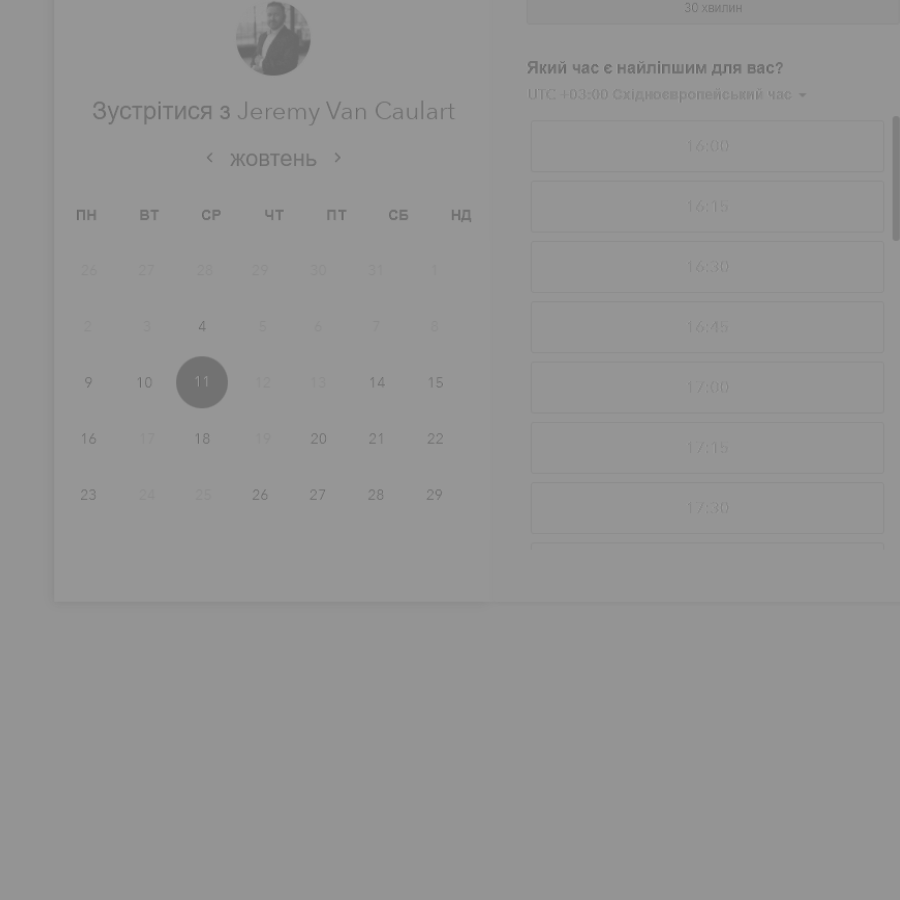 30 хвилин
Який час є найліпшим для вас?
UTC +03:00 Східноєвропейський час
Зустрітися з Jeremy Van Caulart
жовтень
ПН ВТ СР ЧТ ПТ СБ НД
26 27 28 29 30 31 1
2 3 4 5 6 7 8
9 10 11 12 13 14 15
16 17 18 19 20 21 22
23 24 25 26 27 28 29
16:00
16:15
16:30
16:45
17:00
17:15
17:30